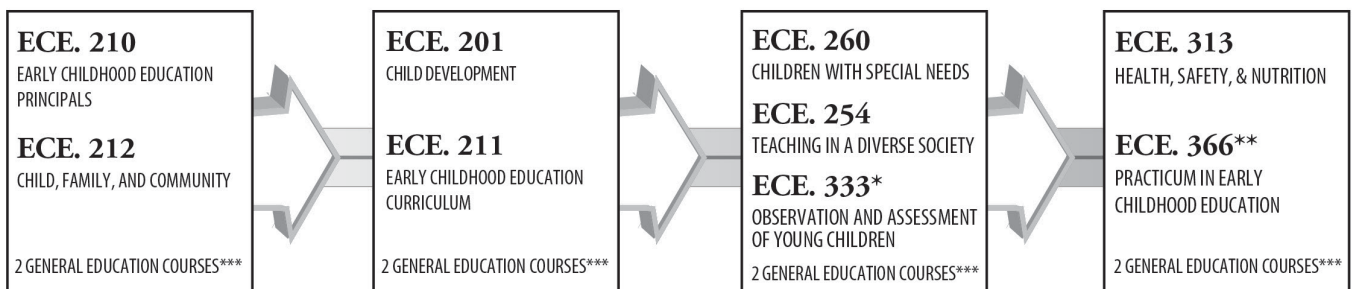 ECE. 210
EARLY CHILDHOOD EDUCATION
PRINCIPALS
ECE. 212
CHILD, FAMILY, AND COMMUNITY
2 GENERAL EDUCATION COURSES***
ECE. 201
CHILD DEVELOPMENT
ECE. 211
EARLY CHILDHOOD EDUCATION
CURRICULUM
2 GENERAL EDUCATION COURSES***
ECE. 260
CHILDREN WITH SPECIAL NEEDS
ECE. 254
TEACHING IN A DIVERSE SOCIETY
ECE. 333*
OBSERVATION AND ASSESSMENT
OF YOUNG CHILDREN
2 GENERAL EDUCATION COURSES***
ECE. 313
HEALTH, SAFETY, & NUTRITION
ECE. 366**
PRACTICUM IN EARLY
CHILDHOOD EDUCATION
2 GENERAL EDUCATION COURSES***